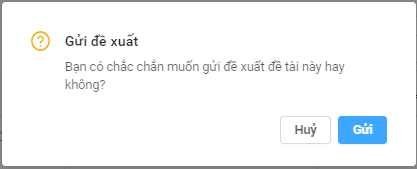 Gửi đề xuất
Bạn có chắc chắn muốn gửi đề xuất đề tài này hay
không?
Huỷ
Gửi